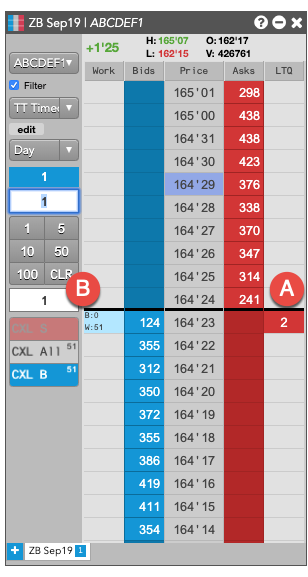 ZB Sep19 | ABCDEF1
+1'25 H: 165'07 O: 162'17
L: 162'15 V: 426761
ABCDEF1
Work Bids Price Asks LTQ
Filter
TT Time
edit
Day
1
1
1 5
10 50
100 CLR
1
CXL S
CXL All 51
CXL B 51
165'01 298
165'00 438
164'31 438
164'30 423
164'29 376
164'28 338
164'27 370
164'26 347
164'25 314
164'24 241
B A
B:0
W:51
124 164'23 2
355 164'22
312 164'21
350 164'20
372 164'19
355 164'18
386 164'17
419 164'16
411 164'15
354 164'14
+ ZB Sep19 1